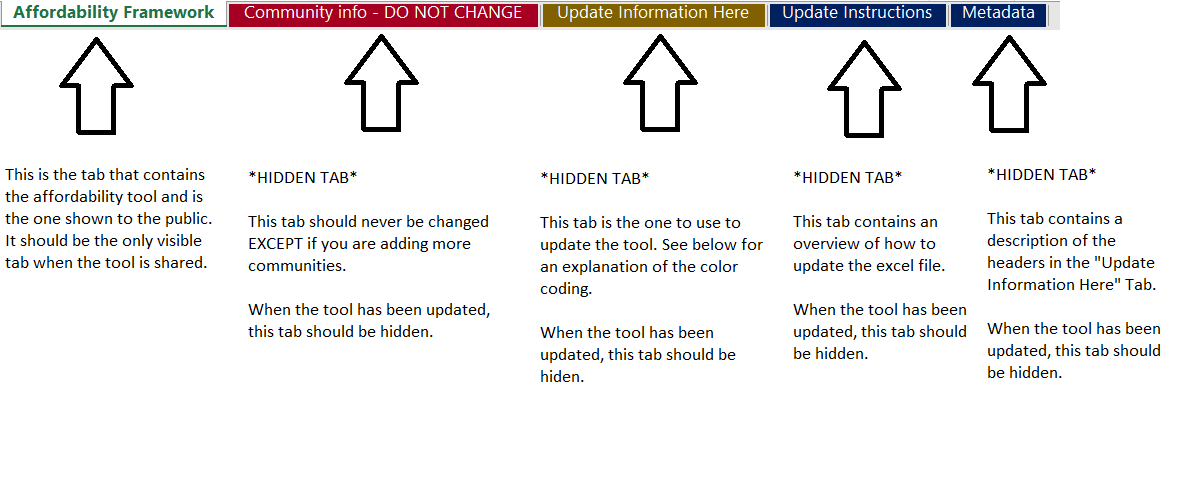 Affordability Framework
Community info - DO NOT CHANGE
Update Information Here
Update Instructions
Metadata
This is the tab that contains
the affordability tool and is
the one shown to the public.
It should be the only visible
tab when the tool is shared.
*HIDDEN TAB*
This tab should never be changed
EXCEPT if you are adding more
communities.
When the tool has been updated,
this tab should be hidden.
*HIDDEN TAB*
This tab is the one to use to
update the tool. See below for
an explanation of the color
coding.
When the tool has been
updated, this tab should be
hiden.
*HIDDEN TAB*
This tab contains an
overview of how to
update the excel file.
When the tool has been
updated, this tab should
be hidden.
*HIDDEN TAB*
This tab contains a
description of the
headers in the "Update
Information Here" Tab.
When the tool has been
updated, this tab should
be hidden.